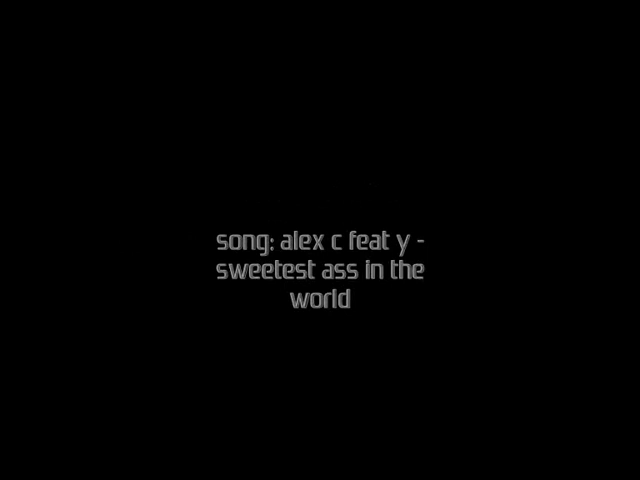 song: alex c feat y -
sweetest ass in the
world